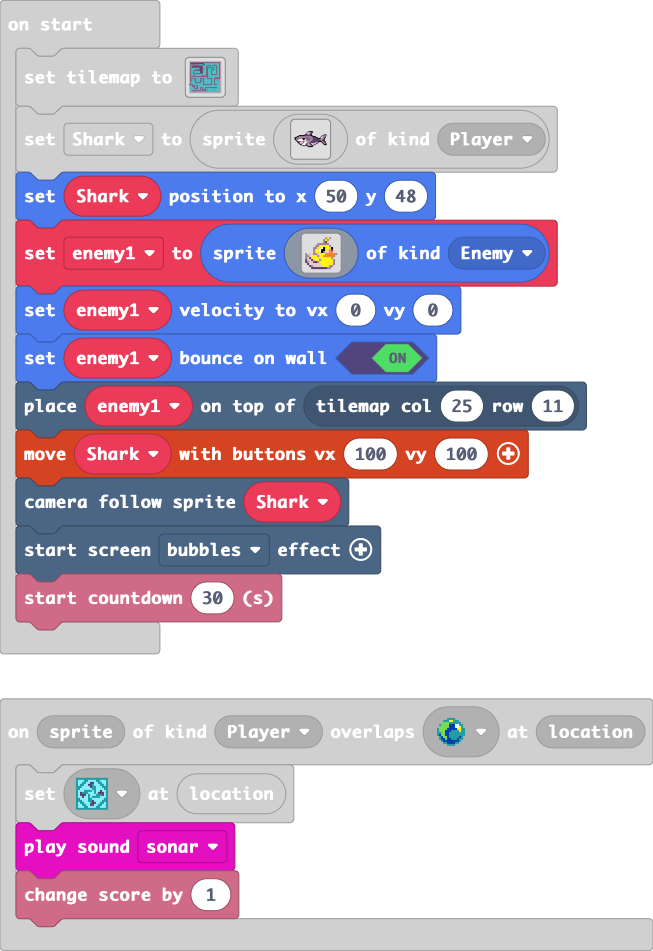 on start
set tilemap to
set Shark to sprite of kind Player
set Shark position to x 50 y 48
set enemy1 to sprite of kind Enemy
set enemy1 velocity to vx 0 vy 0
set enemy1 bounce on wall ON
place enemy1 on top of tilemap col 25 row 11
move Shark with buttons vx 100 vy 100
camera follow sprite Shark
start screen bubbles effect
start countdown 30 (s)
on sprite of kind Player overlaps at location
set at location
play sound sonar
change score by 1